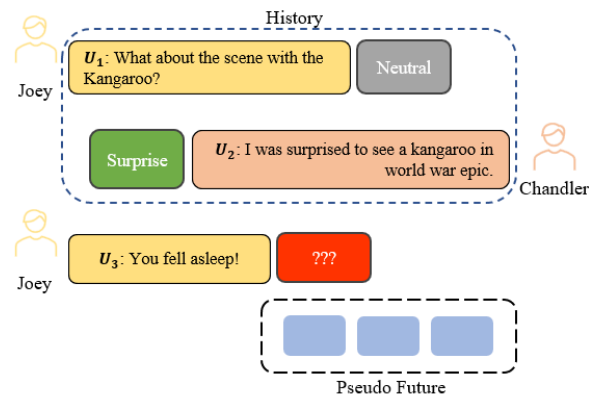 History
U₁: What about the scene with the
Kangaroo?
Neutral
Joey
Surprise
U₂: I was surprised to see a kangaroo in
world war epic.
Chandler
U₃: You fell asleep!
???
Joey
Pseudo Future